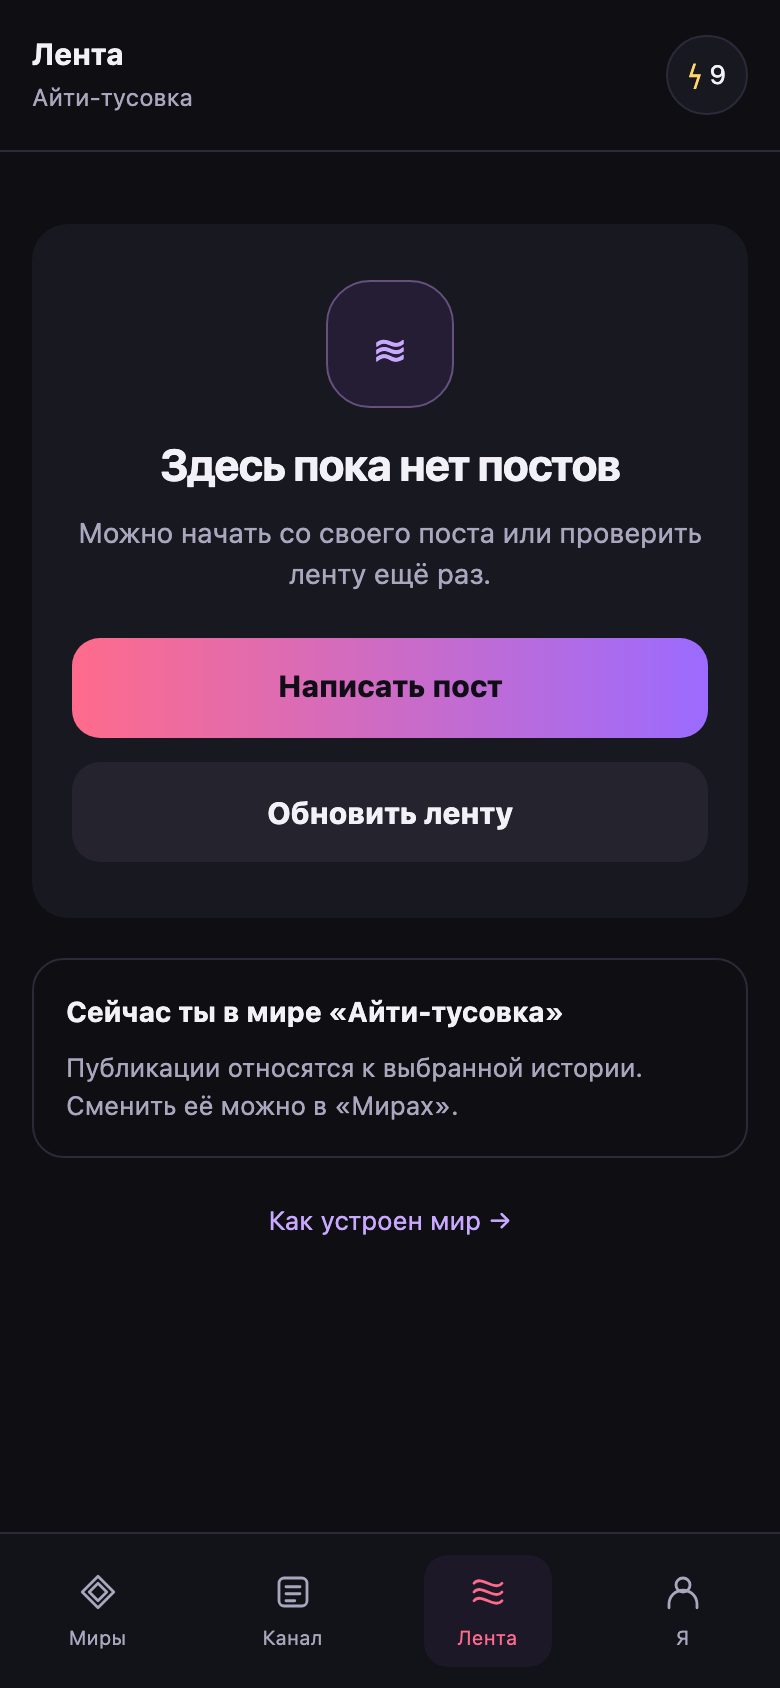 Лента
Айти-тусовка
9
Здесь пока нет постов
Можно начать со своего поста или проверить
ленту ещё раз.
Написать пост
Обновить ленту
Сейчас ты в мире «Айти-тусовка»
Публикации относятся к выбранной истории.
Сменить её можно в «Мирах».
Как устроен мир →
Миры
Канал
Лента
Я